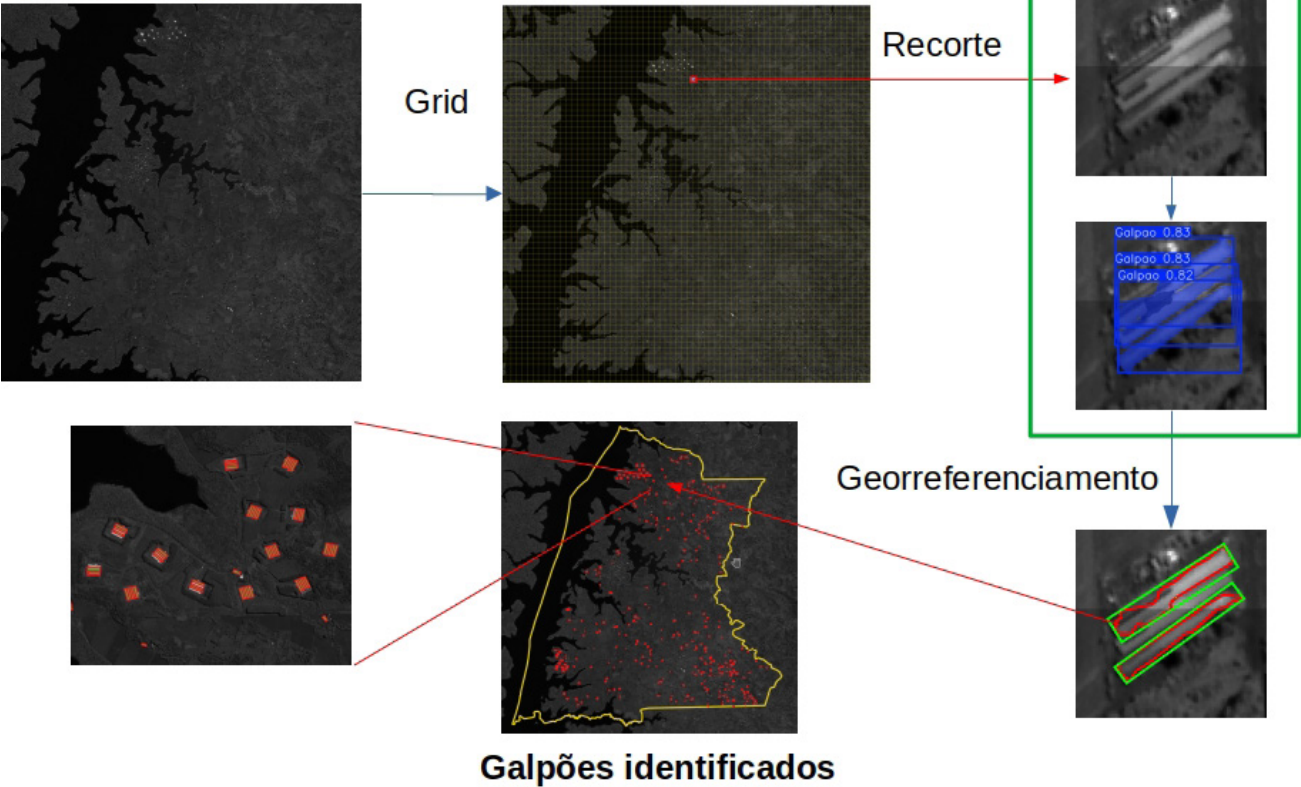 Grid
Recorte
Galpao 0.83
Galpao 0.83
Galpao 0.82
Georreferenciamento
Galpões identificados